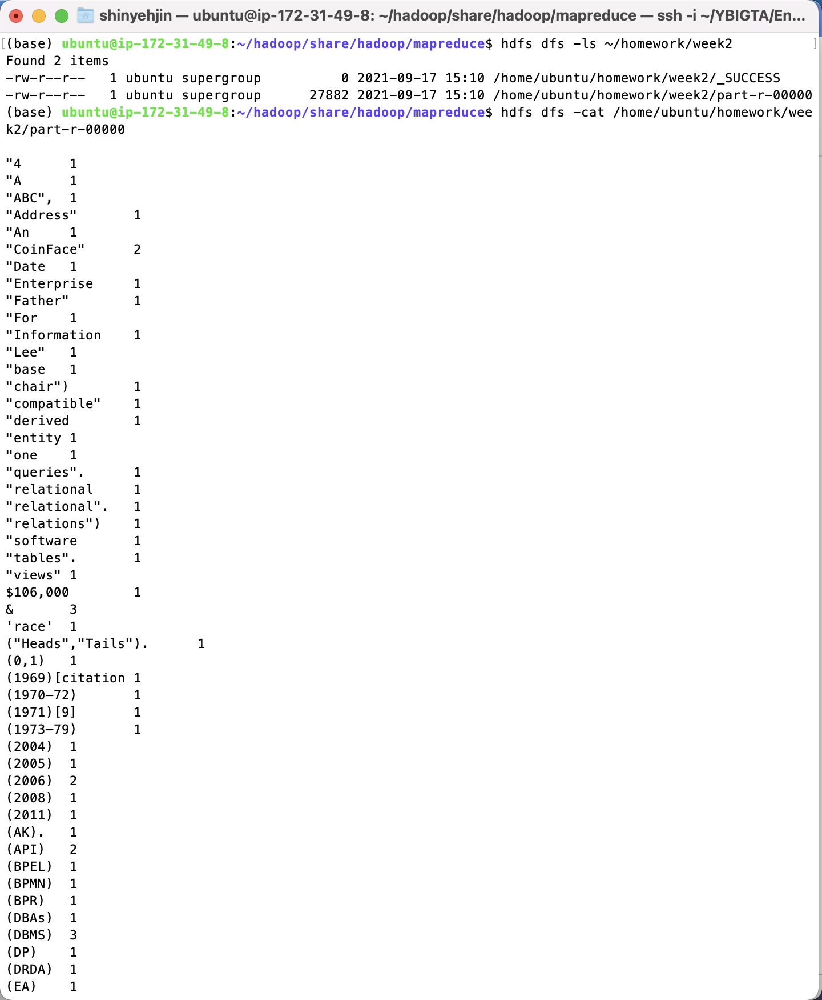 shinyehjin — ubuntu@ip-172-31-49-8: ~/hadoop/share/hadoop/mapreduce — ssh -i ~/YBIGTA/En...
[(base) ubuntu@ip-172-31-49-8:~/hadoop/share/hadoop/mapreduce$ hdfs dfs -ls ~/homework/week2 ]
Found 2 items
-rw-r--r--   1 ubuntu supergroup          0 2021-09-17 15:10 /home/ubuntu/homework/week2/_SUCCESS
-rw-r--r--   1 ubuntu supergroup      27882 2021-09-17 15:10 /home/ubuntu/homework/week2/part-r-00000
(base) ubuntu@ip-172-31-49-8:~/hadoop/share/hadoop/mapreduce$ hdfs dfs -cat /home/ubuntu/homework/wee
k2/part-r-00000
"4      1
"A      1
"ABC",  1
"Address"       1
"An     1
"CoinFace"      2
"Date   1
"Enterprise     1
"Father"        1
"For    1
"Information    1
"Lee"   1
"base   1
"chair")        1
"compatible"    1
"derived        1
"entity 1
"one    1
"queries".      1
"relational     1
"relational".   1
"relations")    1
"software       1
"tables".       1
"views" 1
$106,000        1
&       3
'race'  1
("Heads","Tails").      1
(0,1)   1
(1969)[citation 1
(1970–72)       1
(1971)[9]       1
(1973–79)       1
(2004)  1
(2005)  1
(2006)  2
(2008)  1
(2011)  1
(AK).   1
(API)   2
(BPEL)  1
(BPMN)  1
(BPR)   1
(DBAs)  1
(DBMS)  3
(DP)    1
(DRDA)  1
(EA)    1